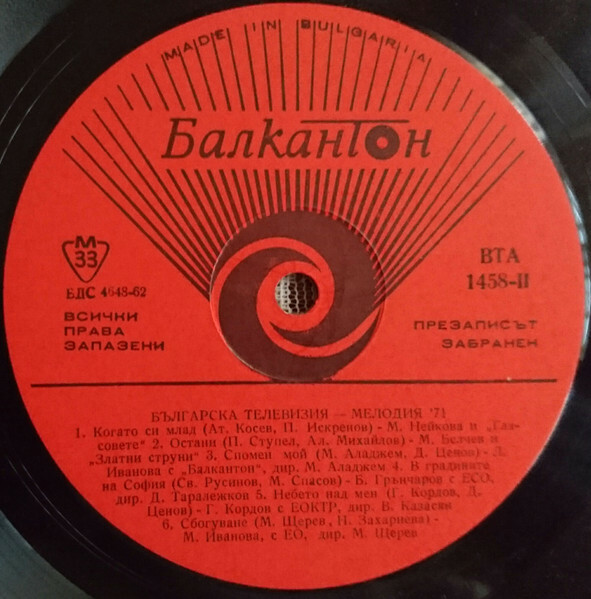 MADE IN BULGARIA
Балкантон
М
33
БДС 4648-62
ВСИЧКИ
ПРАВА
ЗАПАЗЕНИ
ВТА
1458-II
ПРЕЗАПИСЪТ
ЗАБРАНЕН
БЪЛГАРСКА ТЕЛЕВИЗИЯ — МЕЛОДИЯ '71
1. Когато си млад (Ат. Косев, П. Искренов) — М. Нейкова и „Гла-
совете" 2. Остани (П. Ступел, Ал. Михайлов) — М. Белчев и
„Златни струни" 3. Спомен мой (М. Аладжем, Д. Ценов) — Л.
Иванова с „Балкантон", дир. М. Аладжем 4. В градините
на София (Св. Русинов, М. Спасов) — Б. Грънчаров с ЕСО,
дир. Д. Таралежков 5. Небето над мен (Г. Кордов, Д.
Ценов) — Г. Кордов с ЕОКТР, дир. В. Казасян
6. Сбогуване (М. Щерев, Н. Захариева) —
М. Иванова, с ЕО, дир. М. Щерев